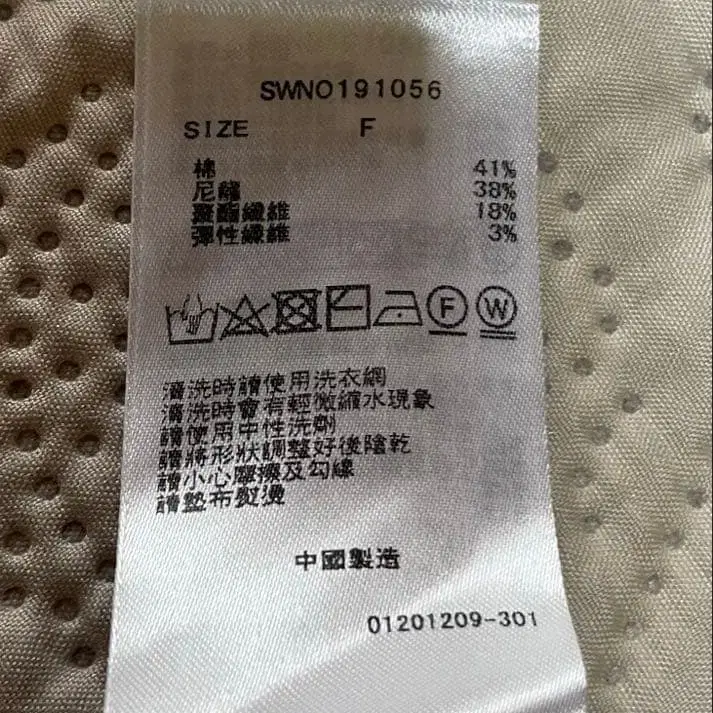 SWNO191056
SIZE F
棉 41%
尼龍 38%
聚酯纖維 18%
彈性纖維 3%
F W
清洗時請使用洗衣網
清洗時會有輕微縮水現象
請使用中性洗劑
請將形狀調整好後陰乾
請小心摩擦及勾線
請墊布熨燙
中國製造
01201209-301